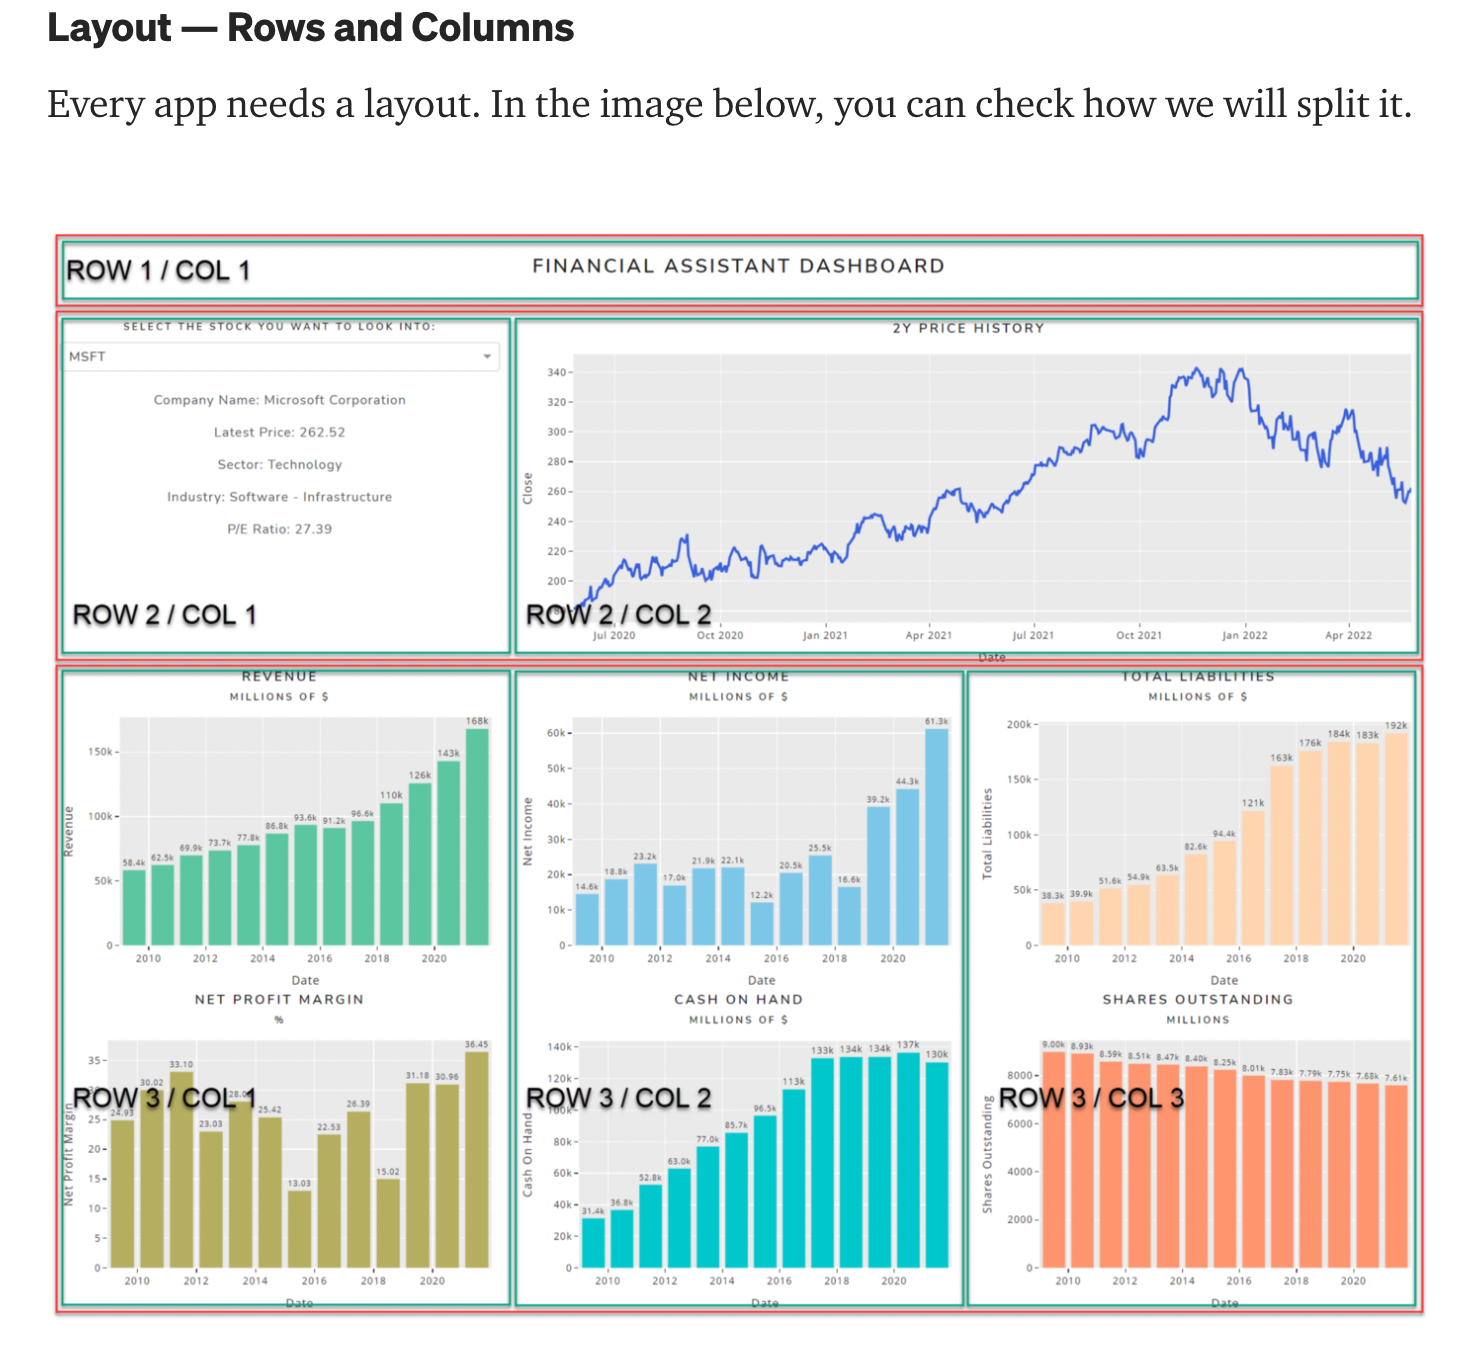 Layout — Rows and Columns
Every app needs a layout. In the image below, you can check how we will split it.
ROW 1 / COL 1
FINANCIAL ASSISTANT DASHBOARD
SELECT THE STOCK YOU WANT TO LOOK INTO:
MSFT
Company Name: Microsoft Corporation
Latest Price: 262.52
Sector: Technology
Industry: Software - Infrastructure
P/E Ratio: 27.39
ROW 2 / COL 1
2Y PRICE HISTORY
Close
340
320
300
280
260
240
220
200
ROW 2 / COL 2
Jul 2020 Oct 2020 Jan 2021 Apr 2021 Jul 2021 Oct 2021 Jan 2022 Apr 2022
Date
REVENUE
MILLIONS OF $
Revenue
150k
100k
50k
0
58.4k 62.5k 69.9k 73.7k 77.8k 86.8k 93.6k 91.2k 96.6k 110k 126k 143k 168k
2010 2012 2014 2016 2018 2020
Date
NET INCOME
MILLIONS OF $
Net Income
60k
50k
40k
30k
20k
10k
0
14.6k 18.8k 23.2k 17.0k 21.9k 22.1k 12.2k 20.5k 25.5k 16.6k 39.2k 44.3k 61.3k
2010 2012 2014 2016 2018 2020
Date
TOTAL LIABILITIES
MILLIONS OF $
Total Liabilities
200k
150k
100k
50k
0
38.3k 39.9k 51.6k 54.9k 63.5k 82.6k 94.4k 121k 163k 176k 184k 183k 192k
2010 2012 2014 2016 2018 2020
Date
NET PROFIT MARGIN
%
Net Profit Margin
35
25
20
15
10
5
0
24.93 30.02 33.10 23.03 25.42 13.03 22.53 26.39 15.02 31.18 30.96 36.45
ROW 3 / COL 1
2010 2012 2014 2016 2018 2020
Date
CASH ON HAND
MILLIONS OF $
Cash On Hand
140k
120k
100k
80k
60k
40k
20k
0
31.4k 36.8k 52.8k 63.0k 77.0k 85.7k 96.5k 113k 133k 134k 134k 137k 130k
ROW 3 / COL 2
2010 2012 2014 2016 2018 2020
Date
SHARES OUTSTANDING
MILLIONS
Shares Outstanding
8000
6000
4000
2000
0
9.00k 8.93k 8.59k 8.51k 8.47k 8.40k 8.25k 8.01k 7.83k 7.79k 7.75k 7.68k 7.61k
ROW 3 / COL 3
2010 2012 2014 2016 2018 2020
Date